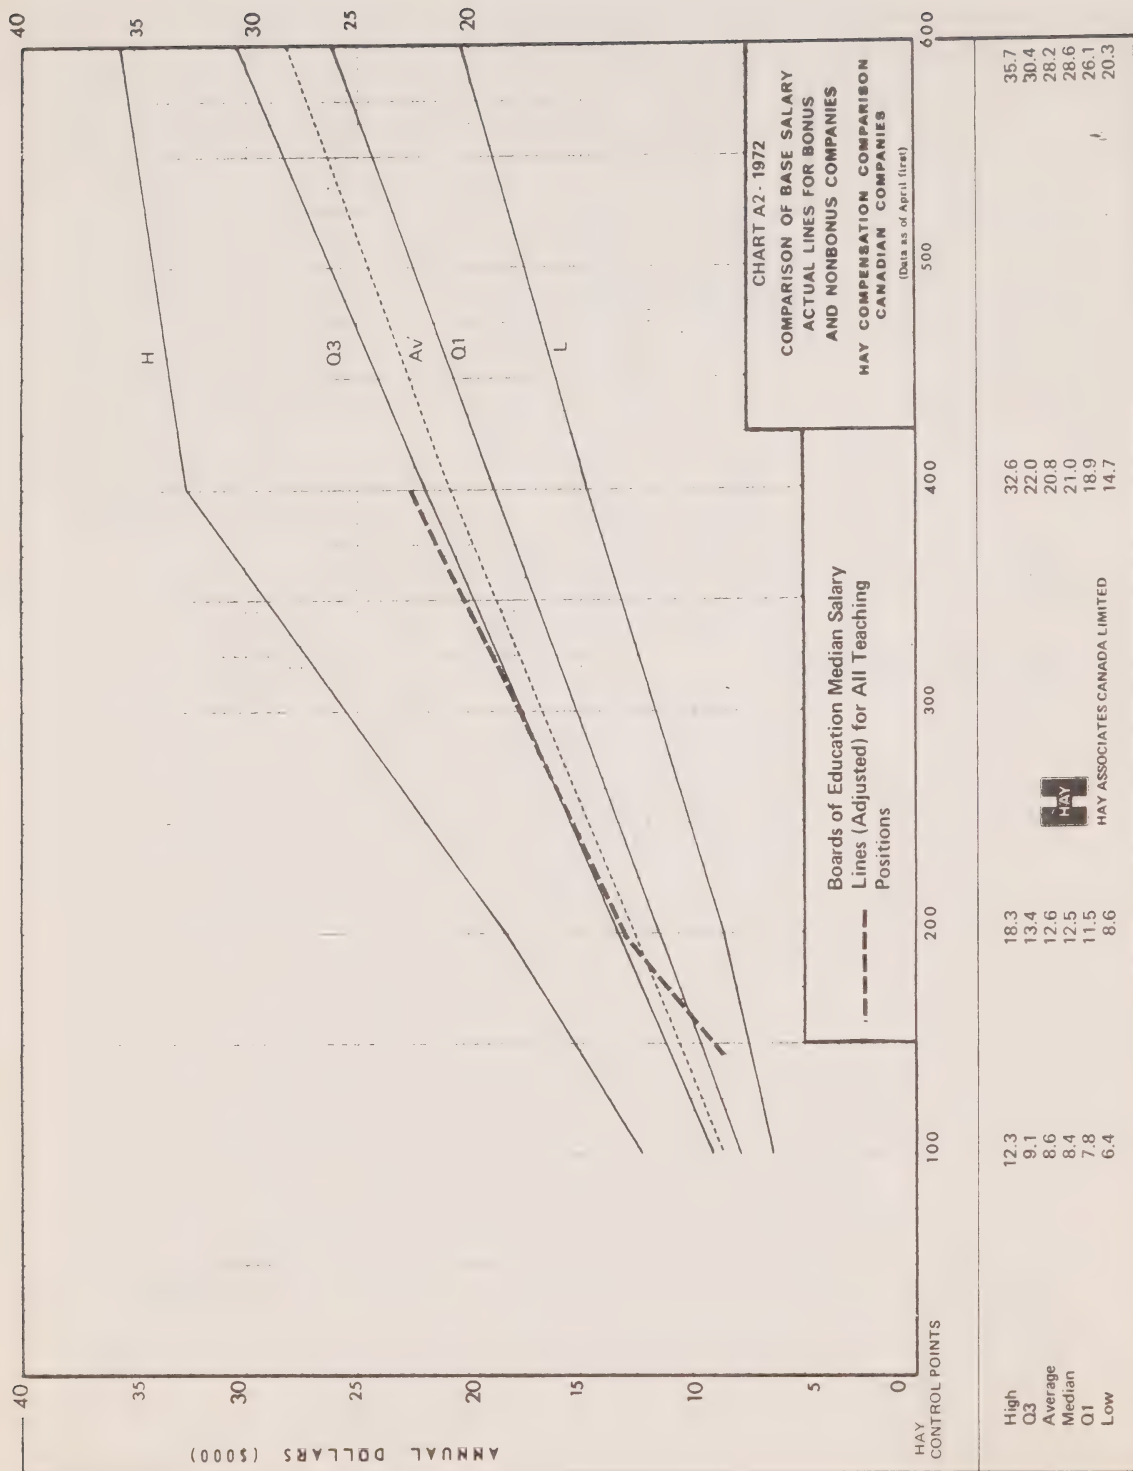 40
35
30
25
20
H
Q3
Av
Q1
L
40
35
30
25
20
15
10
5
0
ANNUAL DOLLARS ($000)
CHART A2 - 1972
COMPARISON OF BASE SALARY
ACTUAL LINES FOR BONUS
AND NONBONUS COMPANIES
HAY COMPENSATION COMPARISON
CANADIAN COMPANIES
(Data as of April first)
Boards of Education Median Salary
Lines (Adjusted) for All Teaching
Positions
HAY
CONTROL POINTS
100 200 300 400 500 600
High 12.3 18.3 32.6 35.7
Q3 9.1 13.4 22.0 30.4
Average 8.6 12.6 20.8 28.2
Median 8.4 12.5 21.0 28.6
Q1 7.8 11.5 18.9 26.1
Low 6.4 8.6 14.7 20.3
HAY
HAY ASSOCIATES CANADA LIMITED